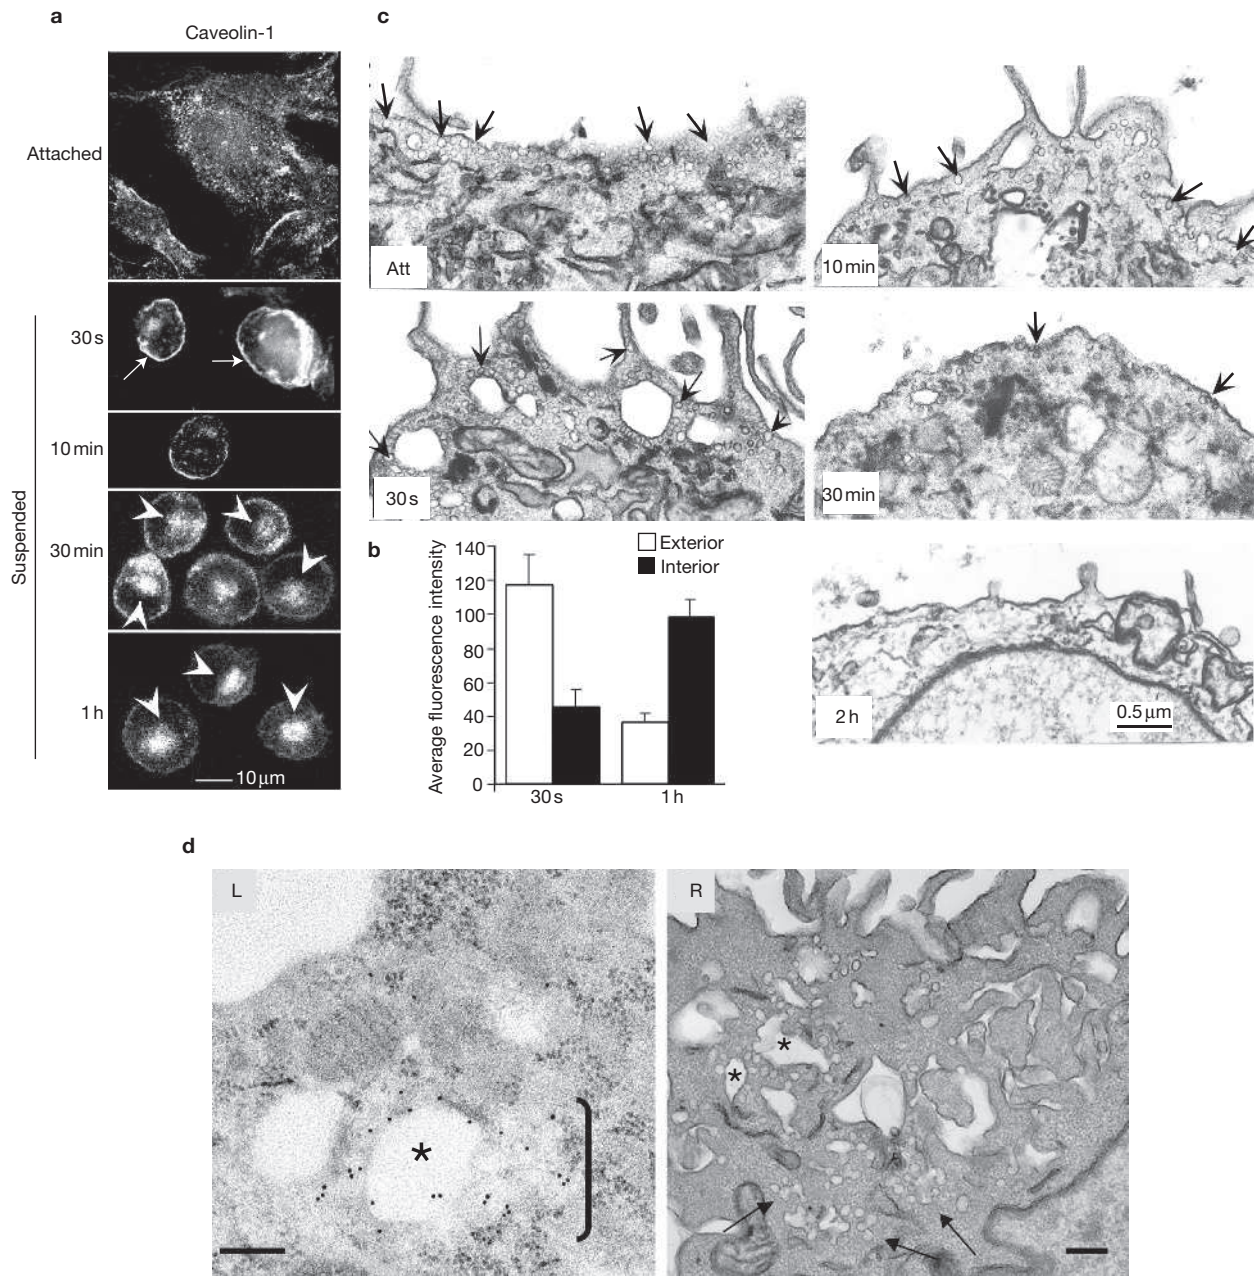 a
Caveolin-1
Attached
Suspended
30 s
10 min
30 min
1 h
10 μm
c
Att
10 min
30 s
30 min
2 h
0.5 μm
b
Exterior
Interior
Average fluorescence intensity
140
120
100
80
60
40
20
0
30 s
1 h
d
L
*
R
*
*